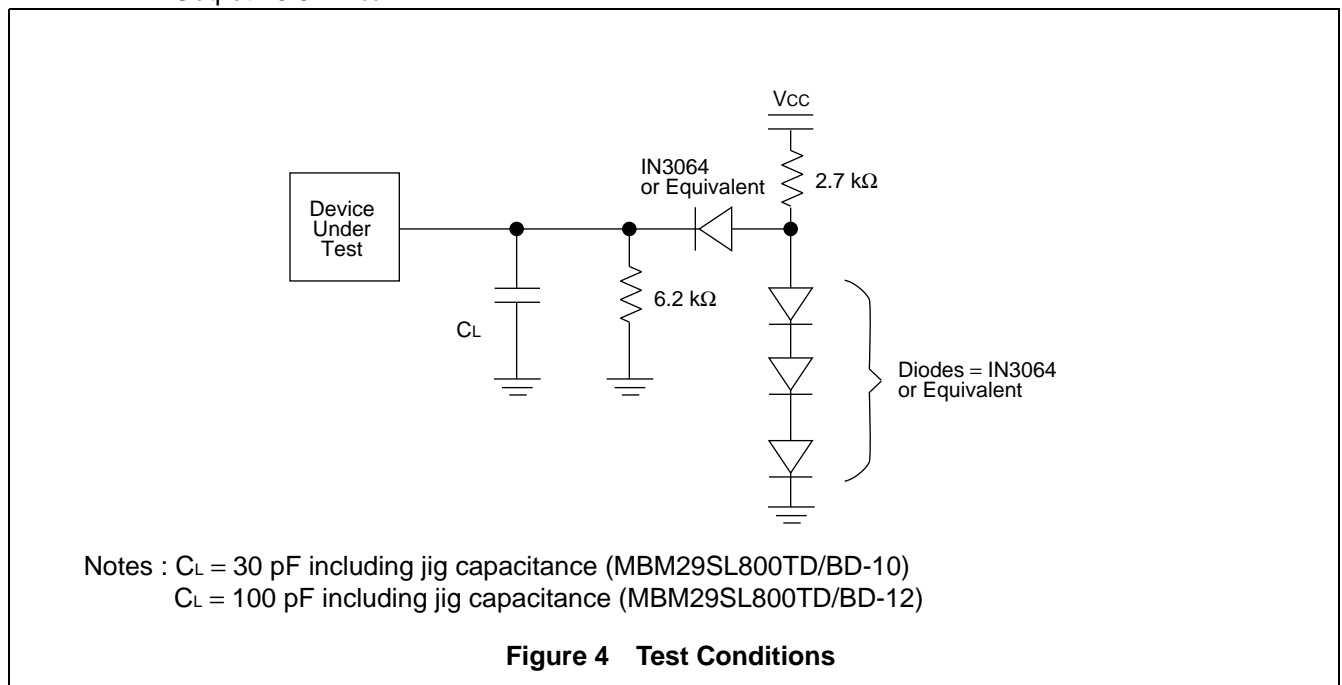 Vcc
IN3064
or Equivalent
2.7 kΩ
Device
Under
Test
6.2 kΩ
CL
Diodes = IN3064
or Equivalent
Notes : CL = 30 pF including jig capacitance (MBM29SL800TD/BD-10)
CL = 100 pF including jig capacitance (MBM29SL800TD/BD-12)
Figure 4 Test Conditions